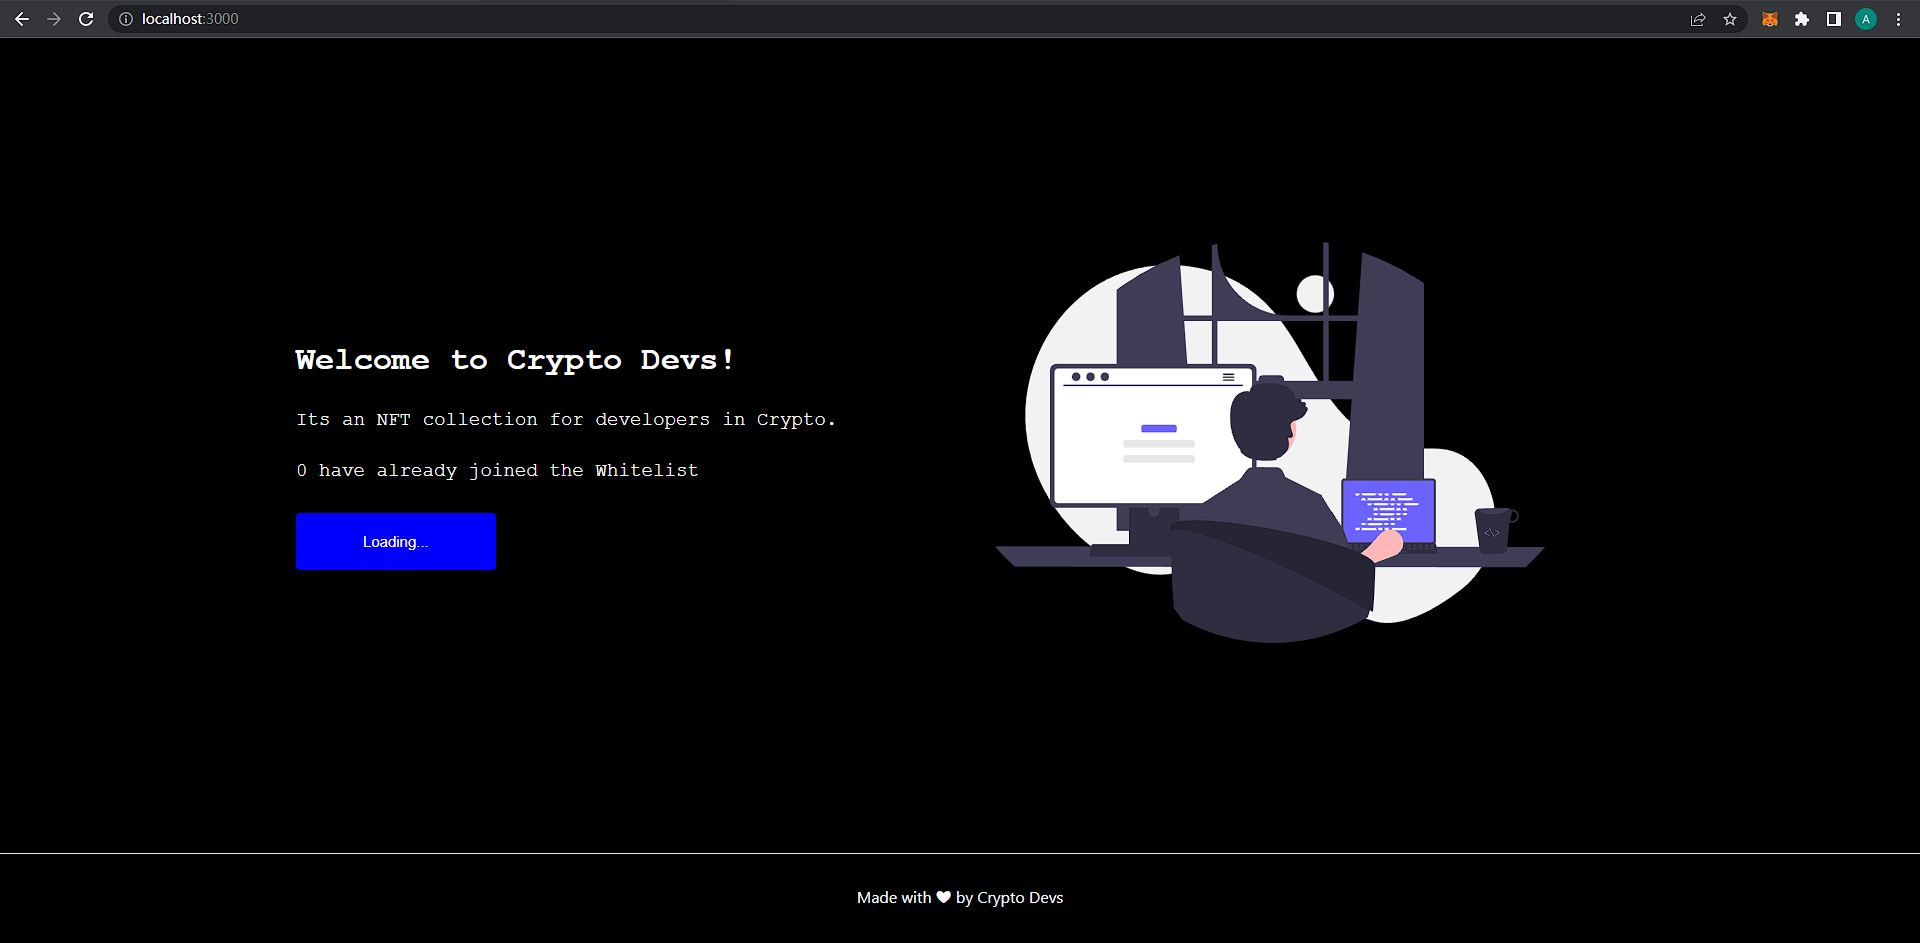 localhost:3000
A
Welcome to Crypto Devs!
Its an NFT collection for developers in Crypto.
0 have already joined the Whitelist
Loading...
</>
Made with ♥ by Crypto Devs